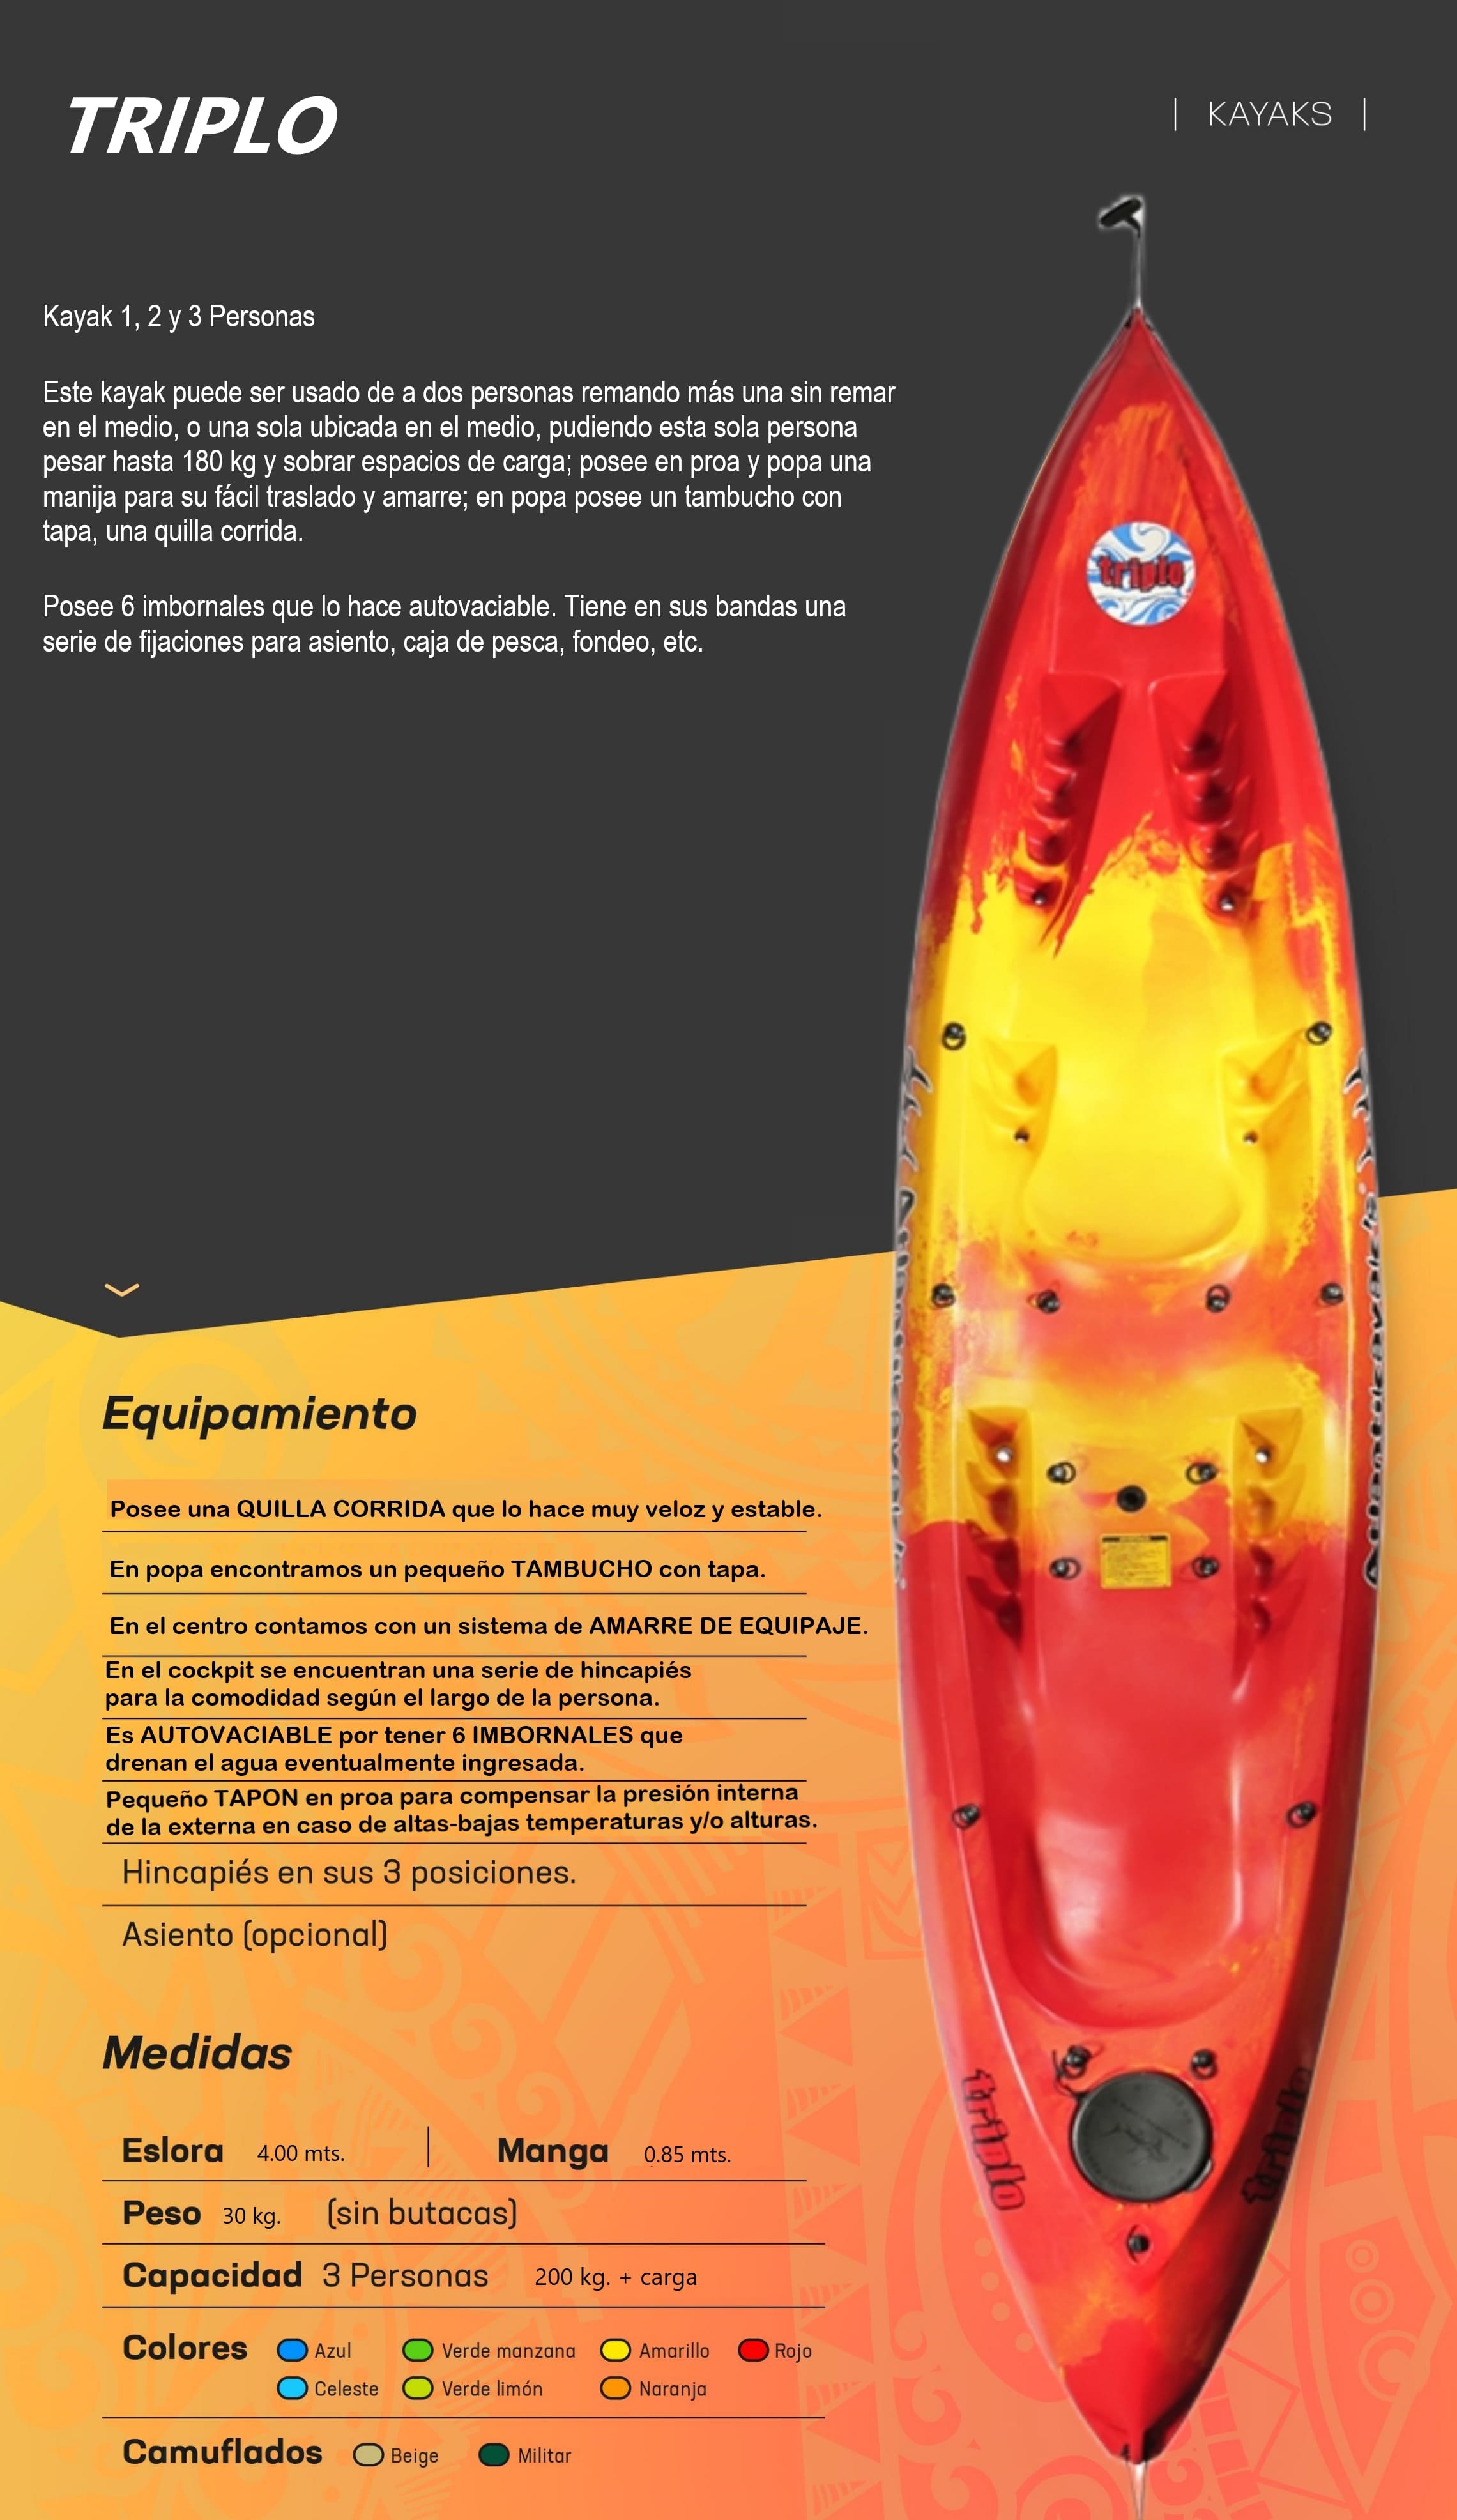 TRIPLO
| KAYAKS |
Kayak 1, 2 y 3 Personas
Este kayak puede ser usado de a dos personas remando más una sin remar
en el medio, o una sola ubicada en el medio, pudiendo esta sola persona
pesar hasta 180 kg y sobrar espacios de carga; posee en proa y popa una
manija para su fácil traslado y amarre; en popa posee un tambucho con
tapa, una quilla corrida.
Posee 6 imbornales que lo hace autovaciable. Tiene en sus bandas una
serie de fijaciones para asiento, caja de pesca, fondeo, etc.
triplo
Equipamiento
Posee una QUILLA CORRIDA que lo hace muy veloz y estable.
En popa encontramos un pequeño TAMBUCHO con tapa.
En el centro contamos con un sistema de AMARRE DE EQUIPAJE.
En el cockpit se encuentran una serie de hincapiés
para la comodidad según el largo de la persona.
Es AUTOVACIABLE por tener 6 IMBORNALES que
drenan el agua eventualmente ingresada.
Pequeño TAPON en proa para compensar la presión interna
de la externa en caso de altas-bajas temperaturas y/o alturas.
Hincapiés en sus 3 posiciones.
Asiento (opcional)
Medidas
Eslora 4.00 mts. | Manga 0.85 mts.
Peso 30 kg. (sin butacas)
Capacidad 3 Personas 200 kg. + carga
Colores Azul Verde manzana Amarillo Rojo
Celeste Verde limón Naranja
Camuflados Beige Militar
triplo
triplo